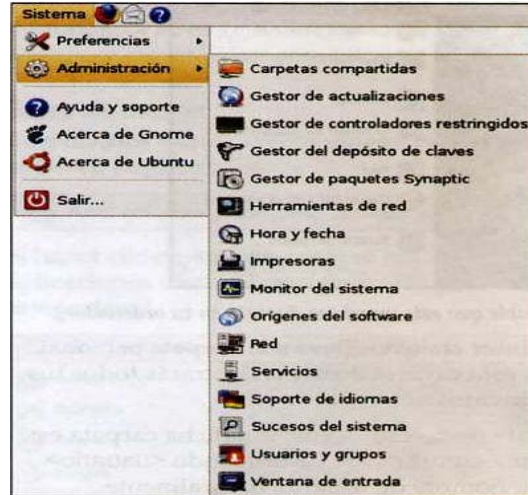 Sistema
Preferencias
Administración
Ayuda y soporte
Acerca de Gnome
Acerca de Ubuntu
Salir...
Carpetas compartidas
Gestor de actualizaciones
Gestor de controladores restringidos
Gestor del depósito de claves
Gestor de paquetes Synaptic
Herramientas de red
Hora y fecha
Impresoras
Monitor del sistema
Orígenes del software
Red
Servicios
Soporte de idiomas
Sucesos del sistema
Usuarios y grupos
Ventana de entrada